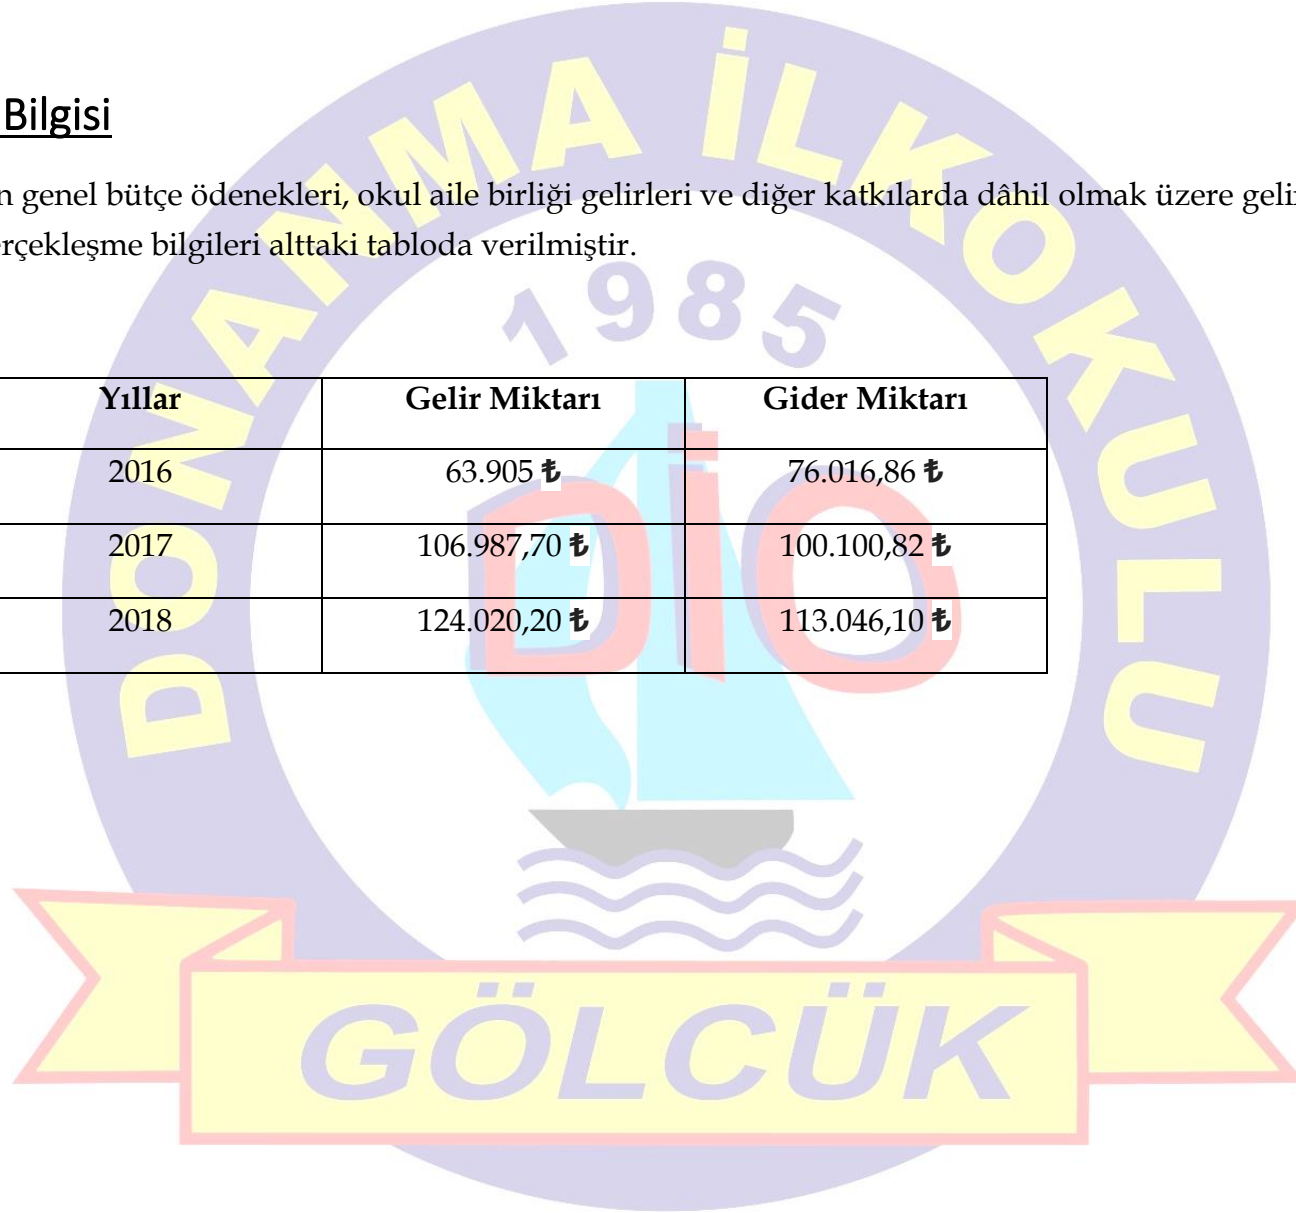 Bilgisi
n genel bütçe ödenekleri, okul aile birliği gelirleri ve diğer katkılarda dâhil olmak üzere geli
erçekleşme bilgileri alttaki tabloda verilmiştir.
DONANMA İLKOKULU
1985
Yıllar Gelir Miktarı Gider Miktarı
2016 63.905 ₺ 76.016,86 ₺
2017 106.987,70 ₺ 100.100,82 ₺
2018 124.020,20 ₺ 113.046,10 ₺
DİO
GÖLCÜK